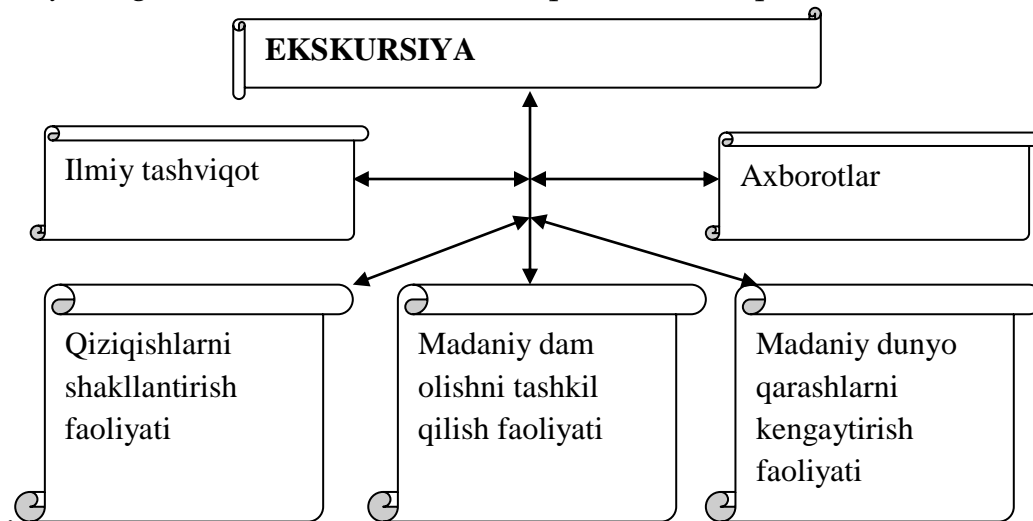 EKSKURSIYA
Ilmiy tashviqot
Axborotlar
Qiziqishlarni
shakllantirish
faoliyati
Madaniy dam
olishni tashkil
qilish faoliyati
Madaniy dunyo
qarashlarni
kengaytirish
faoliyati